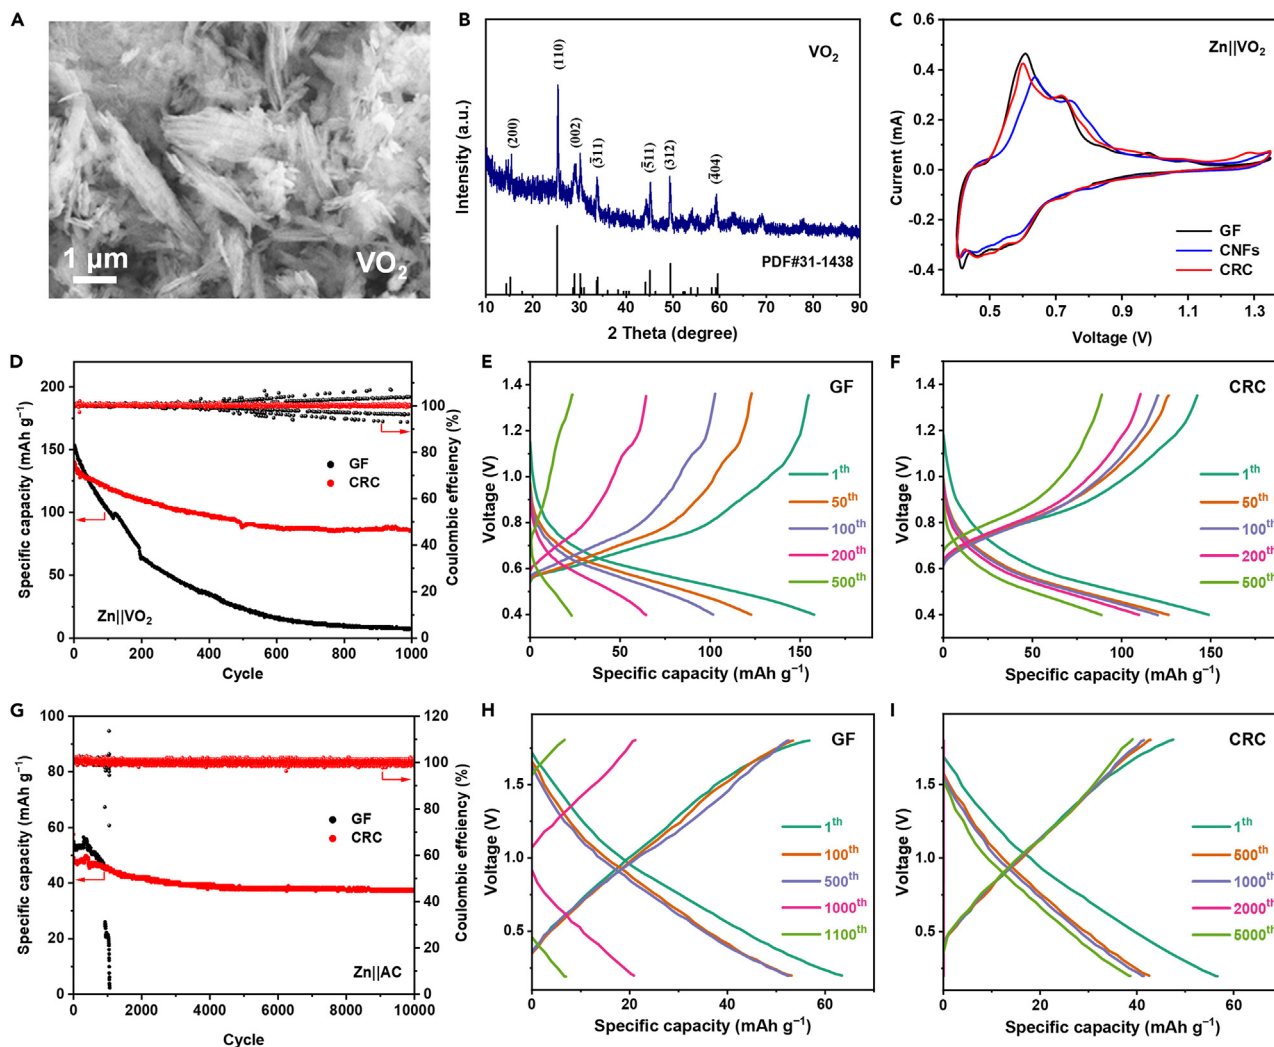 A
1 μm
VO2
B
VO2
(200)
(110)
(002)
(3̅11)
(5̅11)
(312)
(4̅04)
PDF#31-1438
Intensity (a.u.)
10 20 30 40 50 60 70 80 90
2 Theta (degree)
C
Zn||VO2
0.6
0.4
0.2
0.0
-0.2
-0.4
Current (mA)
GF
CNFs
CRC
0.5 0.7 0.9 1.1 1.3
Voltage (V)
D
200
150
100
50
0
Specific capacity (mAh g−1)
GF
CRC
Zn||VO2
100
80
60
40
20
0
Coulombic effciency (%)
0 200 400 600 800 1000
Cycle
E
GF
1.4
1.2
1.0
0.8
0.6
0.4
Voltage (V)
1th
50th
100th
200th
500th
0 50 100 150
Specific capacity (mAh g−1)
F
CRC
1.4
1.2
1.0
0.8
0.6
0.4
Voltage (V)
1th
50th
100th
200th
500th
0 50 100 150
Specific capacity (mAh g−1)
G
100
80
60
40
20
0
Specific capacity (mAh g−1)
GF
CRC
Zn||AC
120
100
80
60
40
20
0
Coulombic effciency (%)
0 2000 4000 6000 8000 10000
Cycle
H
GF
1.5
1.0
0.5
Voltage (V)
1th
100th
500th
1000th
1100th
0 20 40 60
Specific capacity (mAh g−1)
I
CRC
1.5
1.0
0.5
Voltage (V)
1th
500th
1000th
2000th
5000th
0 20 40 60
Specific capacity (mAh g−1)